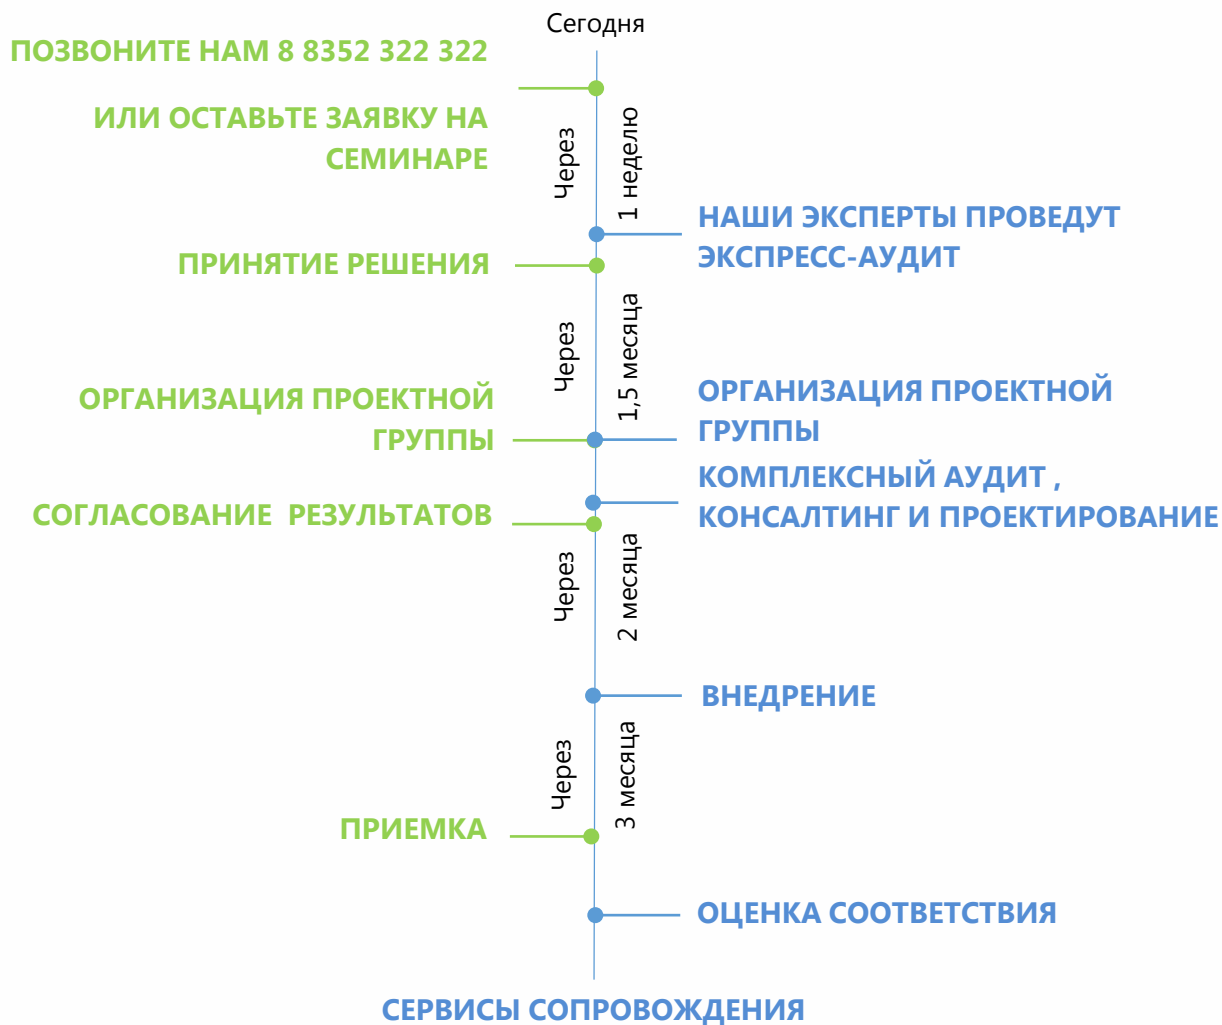 Сегодня
ПОЗВОНИТЕ НАМ 8 8352 322 322
ИЛИ ОСТАВЬТЕ ЗАЯВКУ НА
СЕМИНАРЕ
Через
1 неделю
НАШИ ЭКСПЕРТЫ ПРОВЕДУТ
ЭКСПРЕСС-АУДИТ
ПРИНЯТИЕ РЕШЕНИЯ
Через
1,5 месяца
ОРГАНИЗАЦИЯ ПРОЕКТНОЙ
ГРУППЫ
ОРГАНИЗАЦИЯ ПРОЕКТНОЙ
ГРУППЫ
КОМПЛЕКСНЫЙ АУДИТ ,
КОНСАЛТИНГ И ПРОЕКТИРОВАНИЕ
СОГЛАСОВАНИЕ  РЕЗУЛЬТАТОВ
Через
2 месяца
ВНЕДРЕНИЕ
Через
3 месяца
ПРИЕМКА
ОЦЕНКА СООТВЕТСТВИЯ
СЕРВИСЫ СОПРОВОЖДЕНИЯ